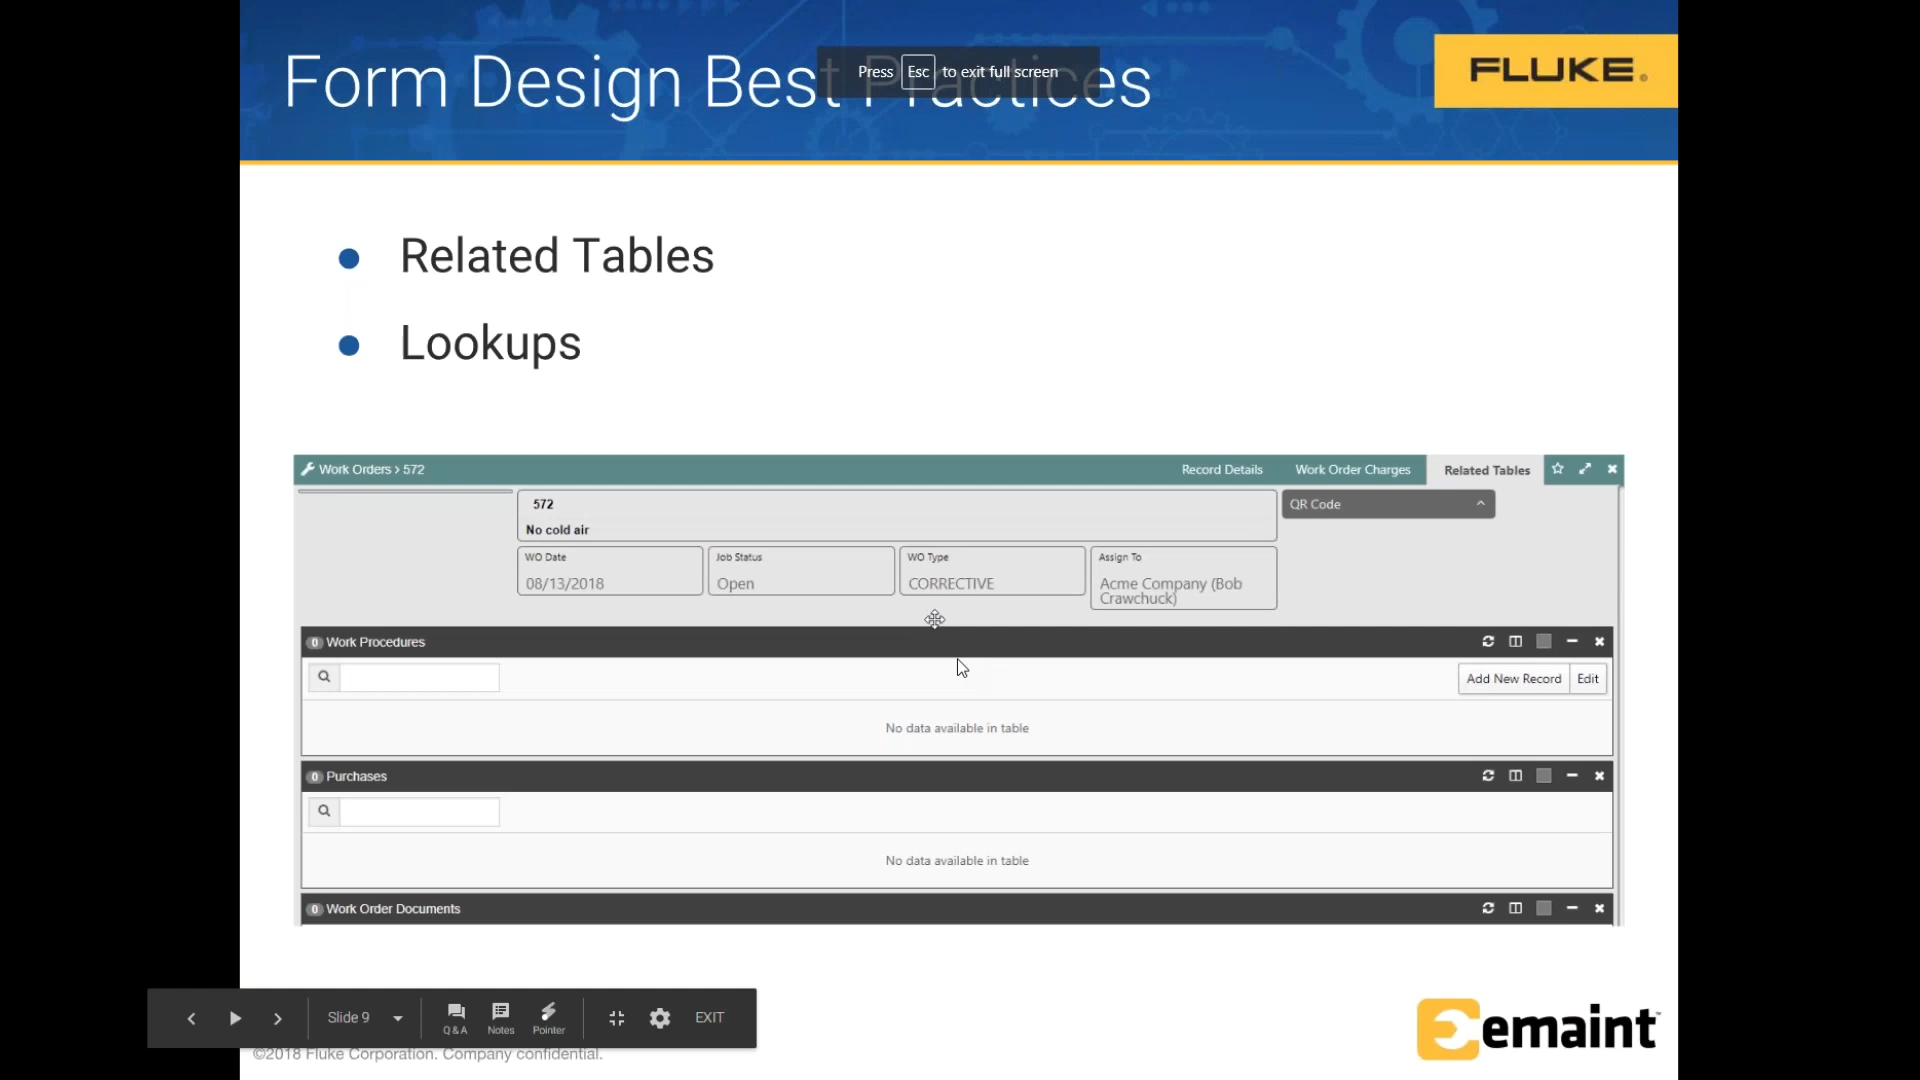 Form Design Best Practices
Press Esc to exit full screen
FLUKE®
Related Tables
Lookups
Work Orders > 572
Record Details
Work Order Charges
Related Tables
572
No cold air
QR Code
WO Date
08/13/2018
Job Status
Open
WO Type
CORRECTIVE
Assign To
Acme Company (Bob
Crawchuck)
0 Work Procedures
Add New Record
Edit
No data available in table
0 Purchases
No data available in table
0 Work Order Documents
Slide 9
Q & A
Notes
Pointer
EXIT
©2018 Fluke Corporation. Company confidential.
emaint™